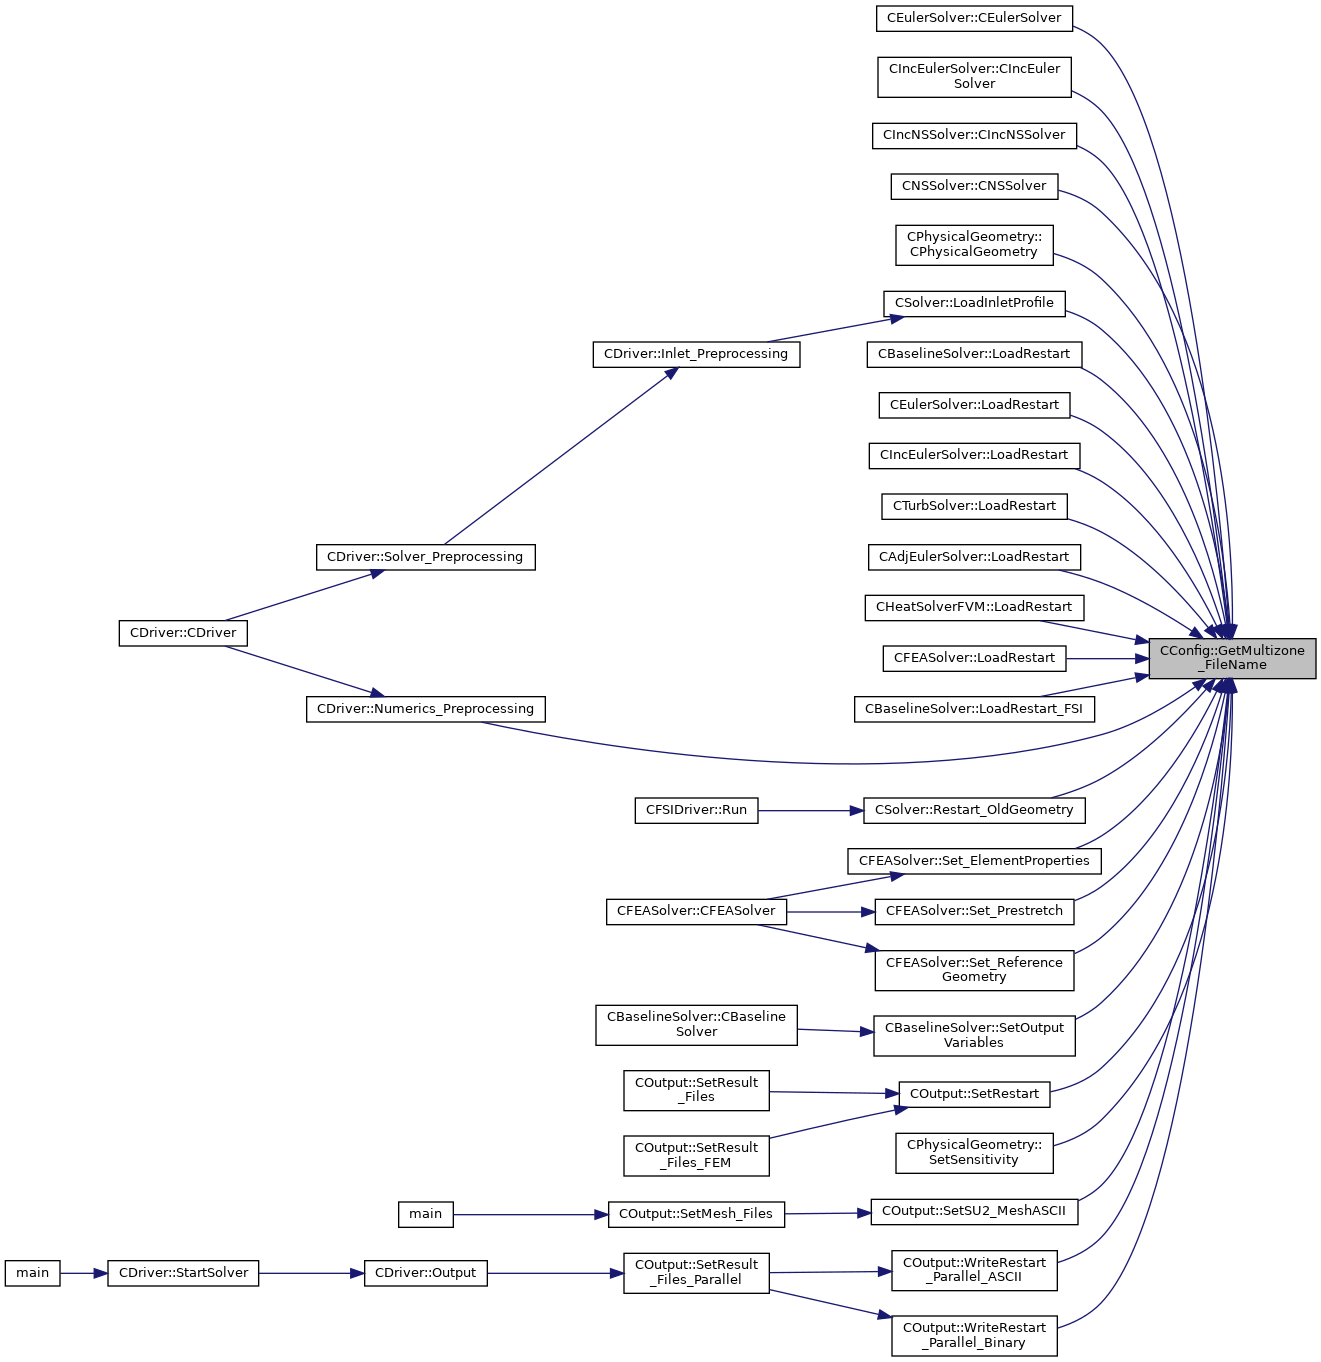 CEulerSolver::CEulerSolver
CIncEulerSolver::CIncEuler
Solver
CIncNSSolver::CIncNSSolver
CNSSolver::CNSSolver
CPhysicalGeometry::
CPhysicalGeometry
CSolver::LoadInletProfile
CDriver::Inlet_Preprocessing
CBaselineSolver::LoadRestart
CEulerSolver::LoadRestart
CIncEulerSolver::LoadRestart
CTurbSolver::LoadRestart
CDriver::Solver_Preprocessing
CAdjEulerSolver::LoadRestart
CHeatSolverFVM::LoadRestart
CDriver::CDriver
CFEASolver::LoadRestart
CConfig::GetMultizone
_FileName
CDriver::Numerics_Preprocessing
CBaselineSolver::LoadRestart_FSI
CFSIDriver::Run
CSolver::Restart_OldGeometry
CFEASolver::Set_ElementProperties
CFEASolver::CFEASolver
CFEASolver::Set_Prestretch
CFEASolver::Set_Reference
Geometry
CBaselineSolver::CBaseline
Solver
CBaselineSolver::SetOutput
Variables
COutput::SetResult
_Files
COutput::SetRestart
COutput::SetResult
_Files_FEM
CPhysicalGeometry::
SetSensitivity
main
COutput::SetMesh_Files
COutput::SetSU2_MeshASCII
main
CDriver::StartSolver
CDriver::Output
COutput::SetResult
_Files_Parallel
COutput::WriteRestart
_Parallel_ASCII
COutput::WriteRestart
_Parallel_Binary